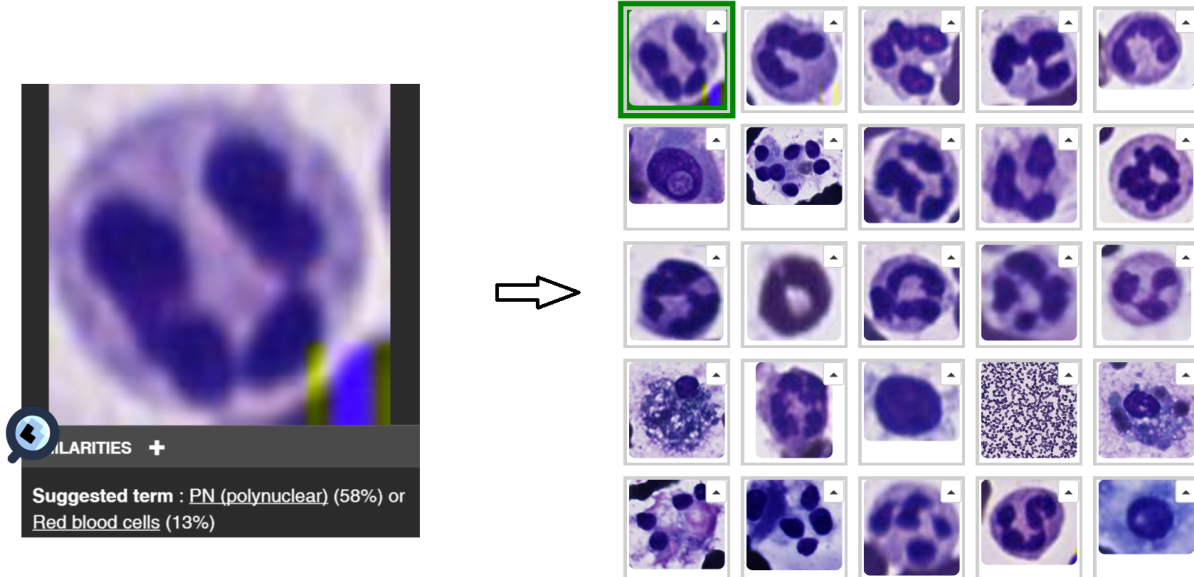 ILARITIES +
Suggested term : PN (polynuclear) (58%) or
Red blood cells (13%)